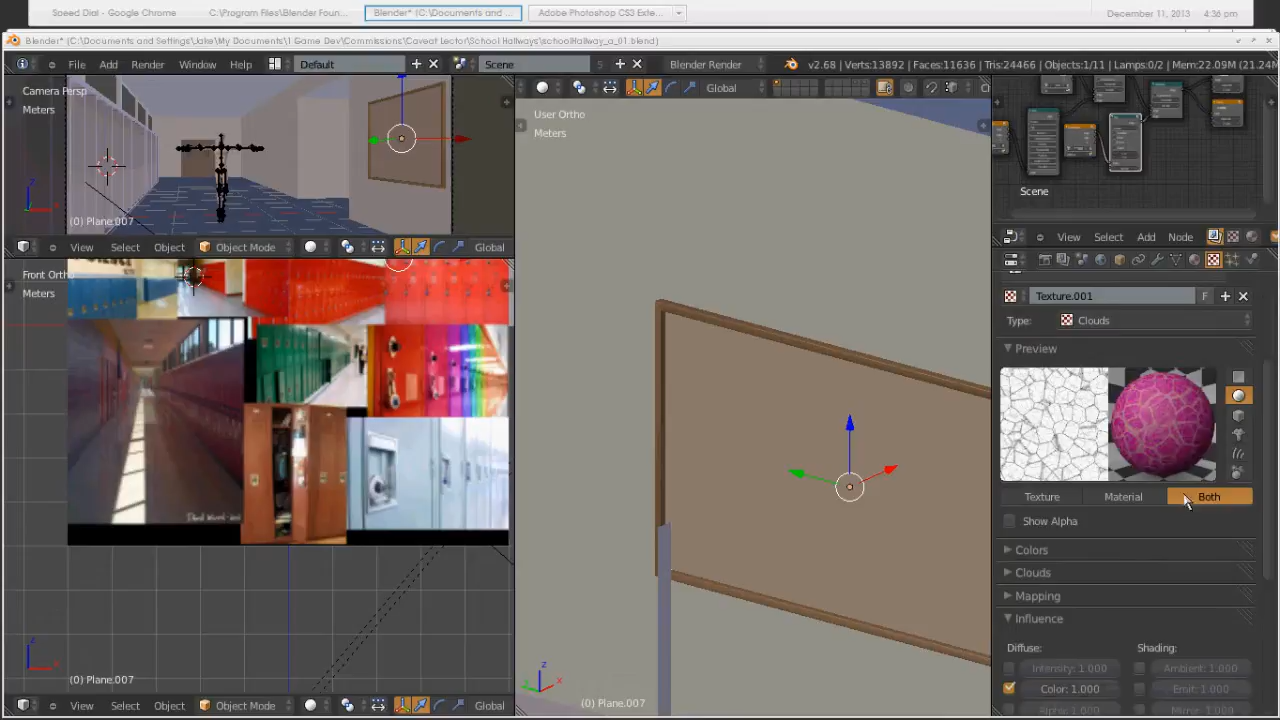 Speed Dial - Google Chrome
C:\Program Files\Blender Foun...
Blender* (C:\Documents and ...
Adobe Photoshop CS3 Exte...
December 11, 2013
4:36 pm
Blender* (C:\Documents and Settings\Jake\My Documents\1 Game Dev\Commissions\Caveat Lector\School Hallways\schoolHallway_a_01.blend)
File Add Render Window Help
Default
Scene
5
Blender Render
v2.68 | Verts:13892 | Faces:11636 | Tris:24466 | Objects:1/11 | Lamps:0/2 | Mem:22.09M (21.24M
Camera Persp
Meters
(0) Plane.007
View Select Object Object Mode Global
Front Ortho
Meters
(0) Plane.007
View Select Object Object Mode Global
Global
User Ortho
Meters
(0) Plane.007
Scene
View Select Add Node
Texture.001
F
Type: Clouds
Preview
Texture Material Both
Show Alpha
Colors
Clouds
Mapping
Influence
Diffuse: Shading:
Intensity: 1.000 Ambient: 1.000
Color: 1.000 Emit: 1.000
Alpha: 1.000 Mirror: 1.000